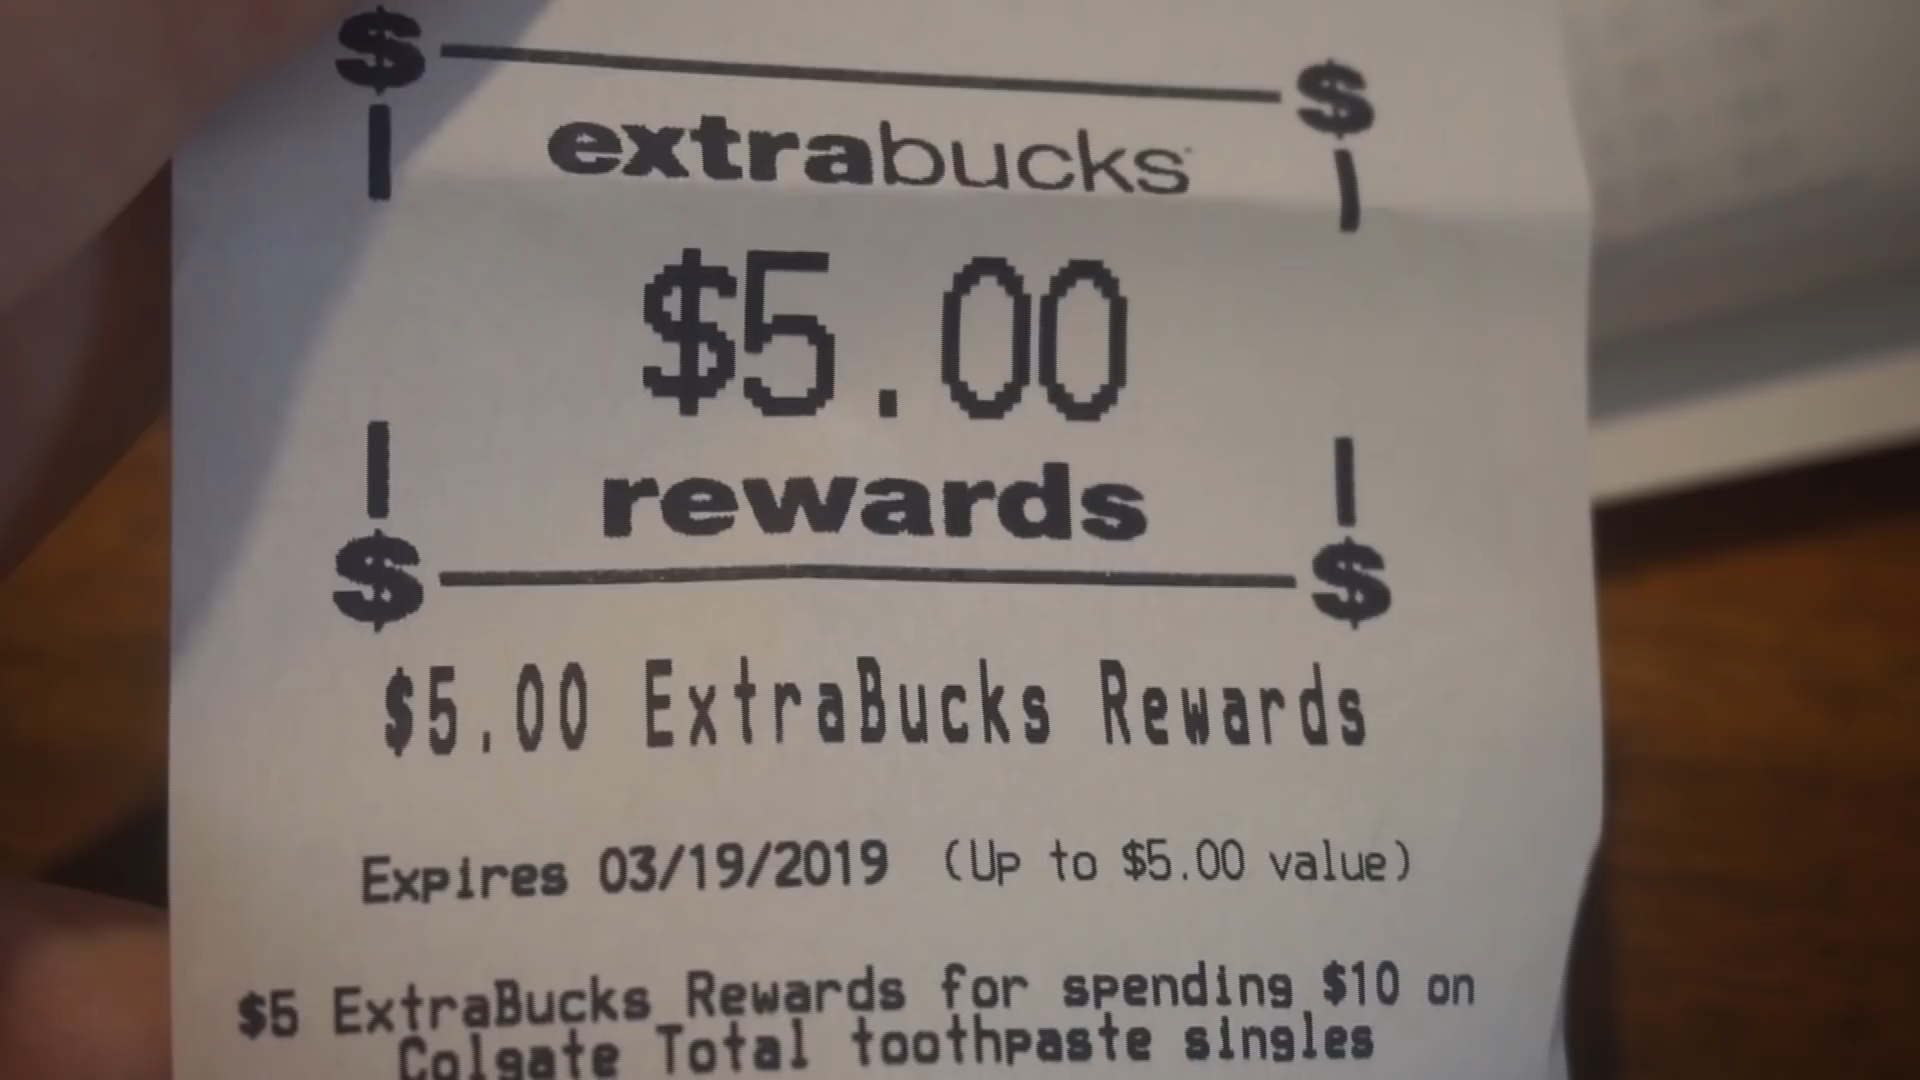 $ $
extrabucks
$5.00
rewards
$ $
$5.00 ExtraBucks Rewards
Expires 03/19/2019 (Up to $5.00 value)
$5 ExtraBucks Rewards for spending $10 on
Colgate Total toothpaste singles